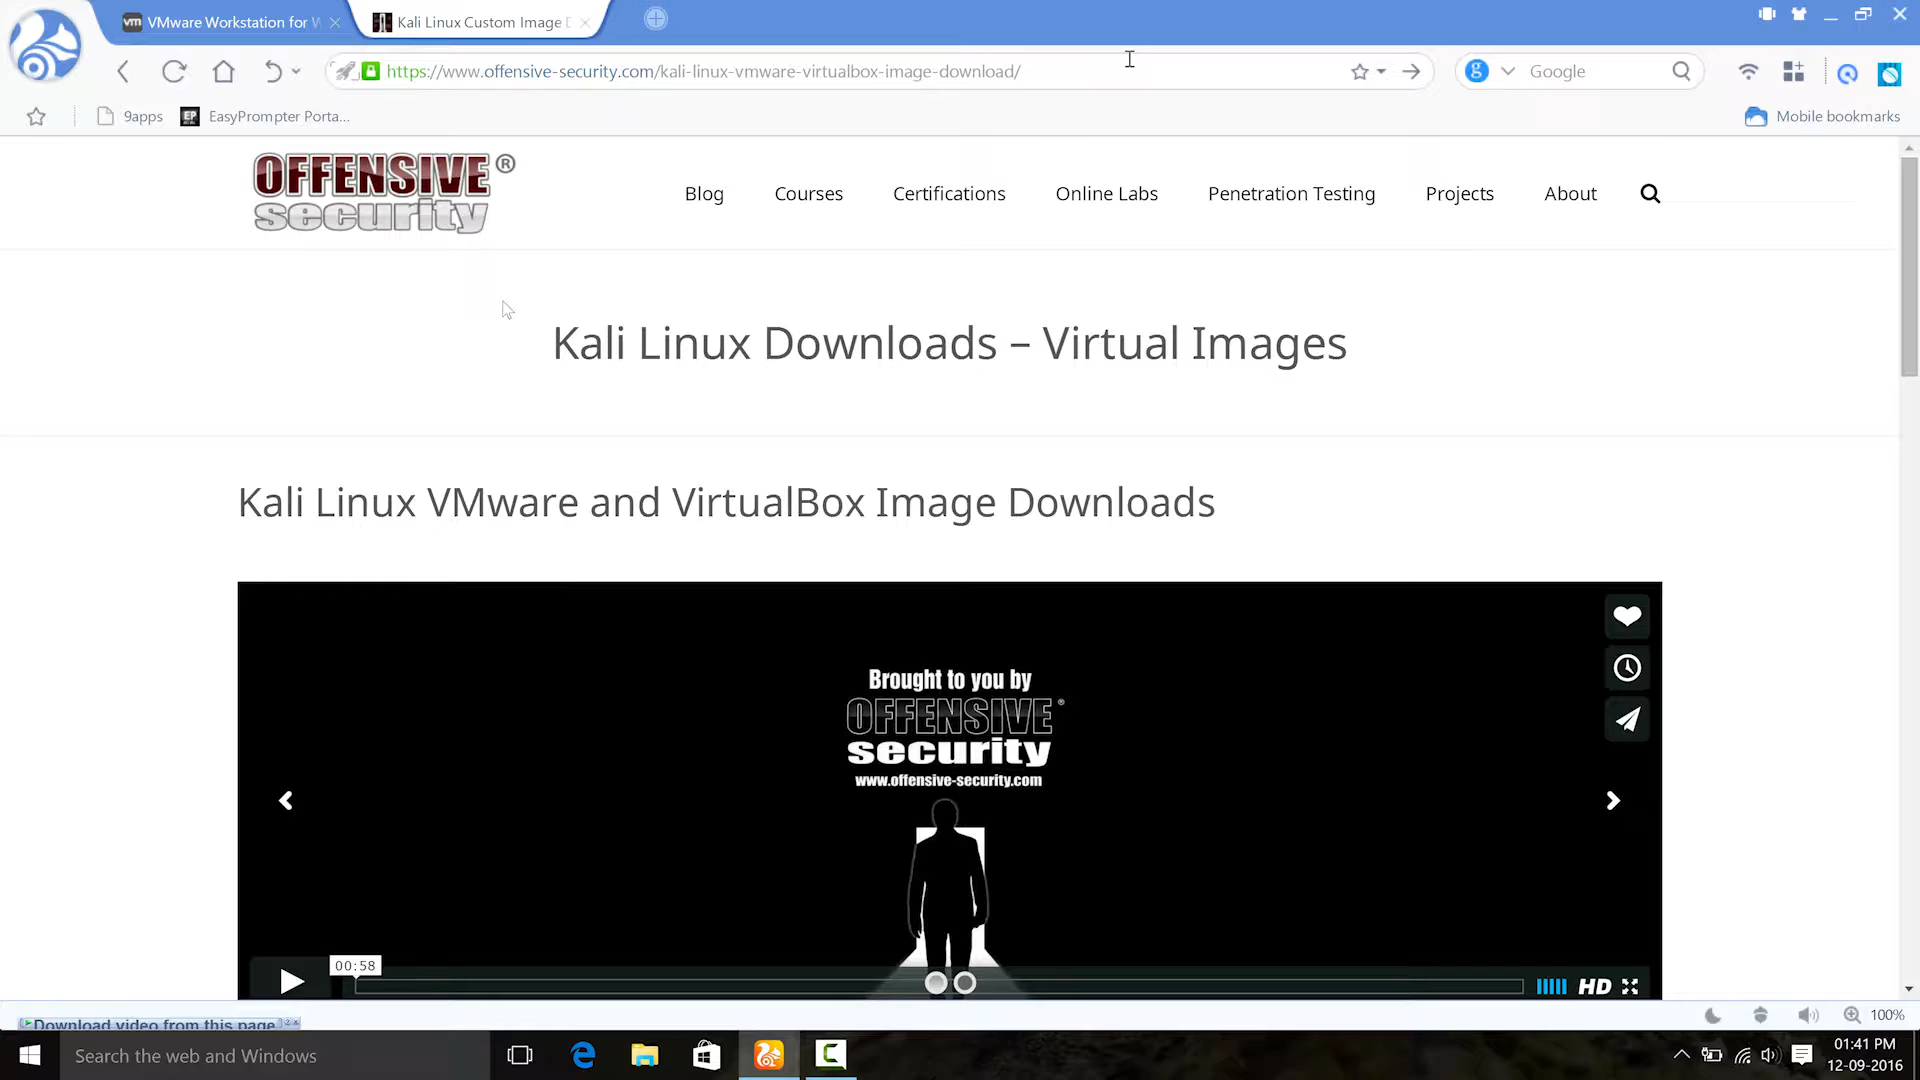 VMware Workstation for W
Kali Linux Custom Image D
https://www.offensive-security.com/kali-linux-vmware-virtualbox-image-download/
Google
9apps
EP EasyPrompter Porta...
Mobile bookmarks
OFFENSIVE®
security
Blog
Courses
Certifications
Online Labs
Penetration Testing
Projects
About
Kali Linux Downloads – Virtual Images
Kali Linux VMware and VirtualBox Image Downloads
Brought to you by
OFFENSIVE®
security
www.offensive-security.com
00:58
HD
Download video from this page
100%
Search the web and Windows
01:41 PM
12-09-2016